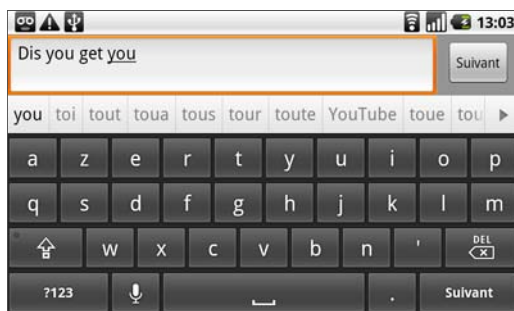 13:03
Dis you get you
Suivant
you toi tout toua tous tour toute YouTube toue tou
a z e r t y u i o p
q s d f g h j k l m
w x c v b n ' DEL
?123 . Suivant